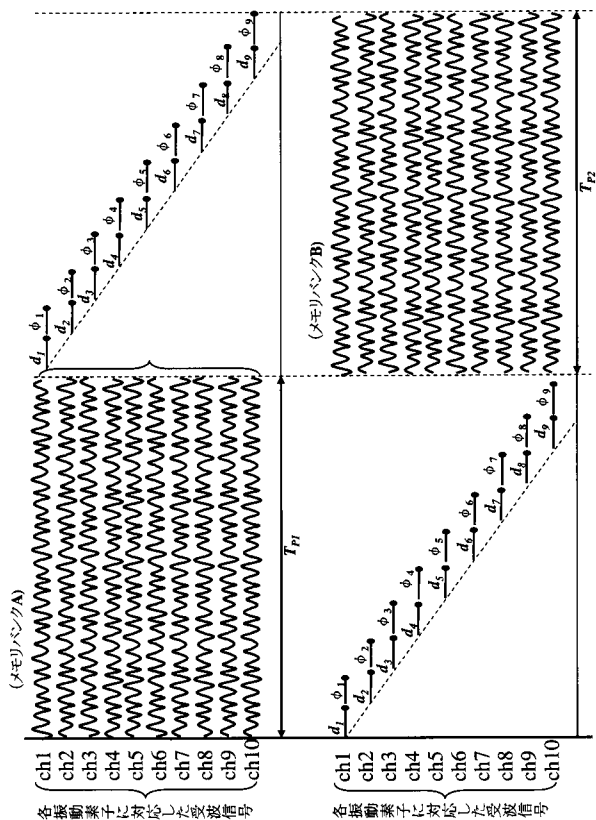 (メモリバンクA)
各振動素子に対応した受波信号
ch1
ch2
ch3
ch4
ch5
ch6
ch7
ch8
ch9
ch10
T_{P1}
d_1 φ_1
d_2 φ_2
d_3 φ_3
d_4 φ_4
d_5 φ_5
d_6 φ_6
d_7 φ_7
d_8 φ_8
d_9 φ_9
(メモリバンクB)
各振動素子に対応した受波信号
ch1
ch2
ch3
ch4
ch5
ch6
ch7
ch8
ch9
ch10
d_1 φ_1
d_2 φ_2
d_3 φ_3
d_4 φ_4
d_5 φ_5
d_6 φ_6
d_7 φ_7
d_8 φ_8
d_9 φ_9
T_{P2}